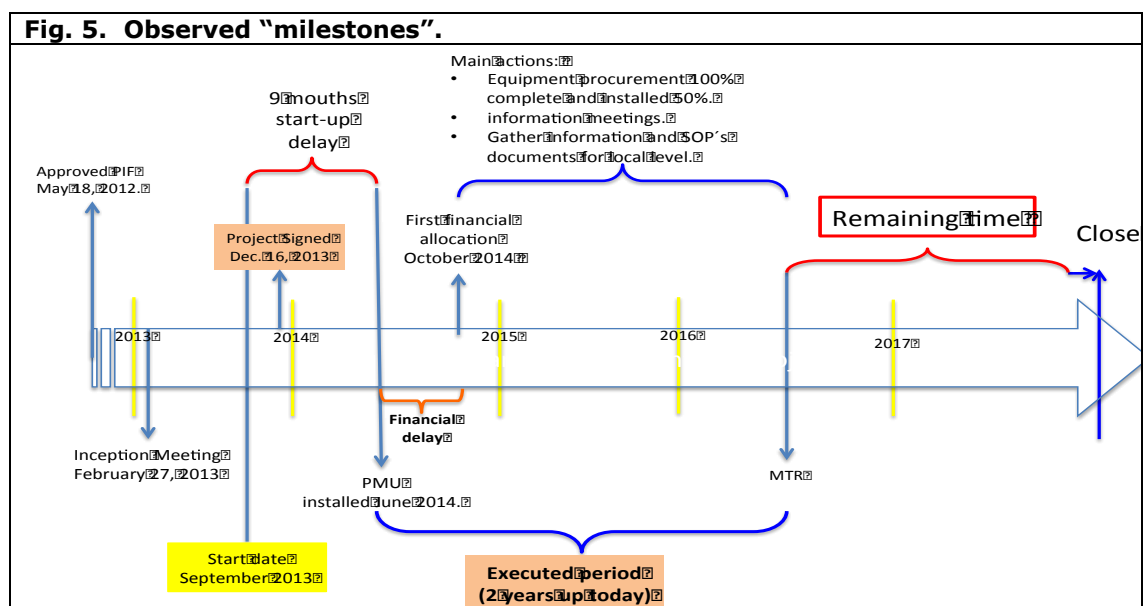 Fig. 5. Observed “milestones”.
Main actions:
• Equipment procurement 100%
complete and installed 50%.
• information meetings.
• Gather information and SOP´s
documents for local level.
9 mouths
start-up
delay
Approved PIF
May 18, 2012.
Project Signed
Dec. 16, 2013
First financial
allocation
October 2014
Remaining time
Close
2013
2014
2015
2016
2017
Financial
delay
Inception Meeting
February 27, 2013
PMU
installed June 2014.
MTR
Start date
September 2013
Executed period
(2 years up today)